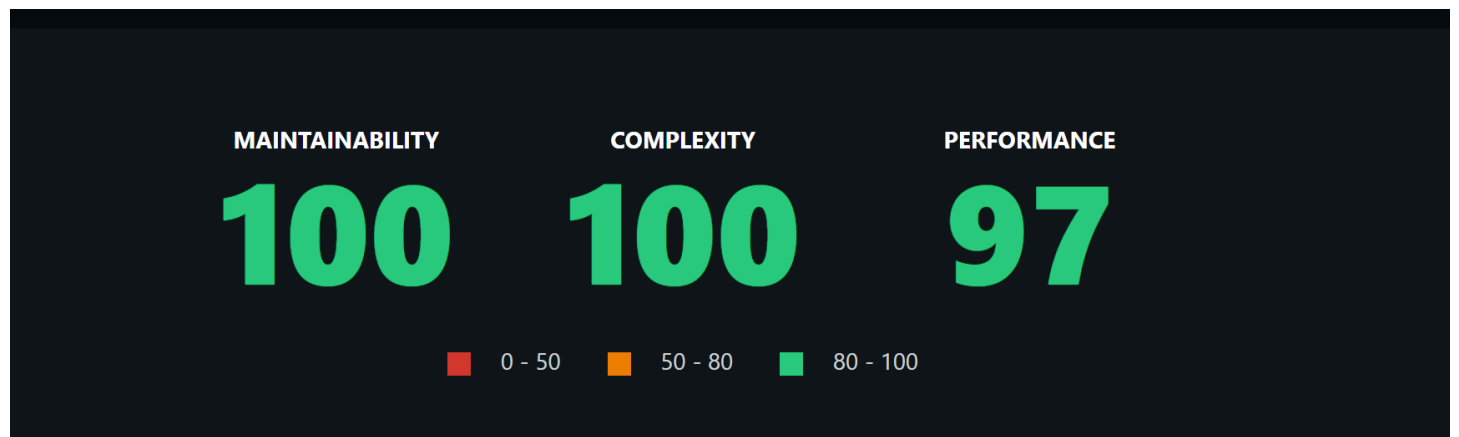 MAINTAINABILITY COMPLEXITY PERFORMANCE
100 100 97
0 - 50 50 - 80 80 - 100